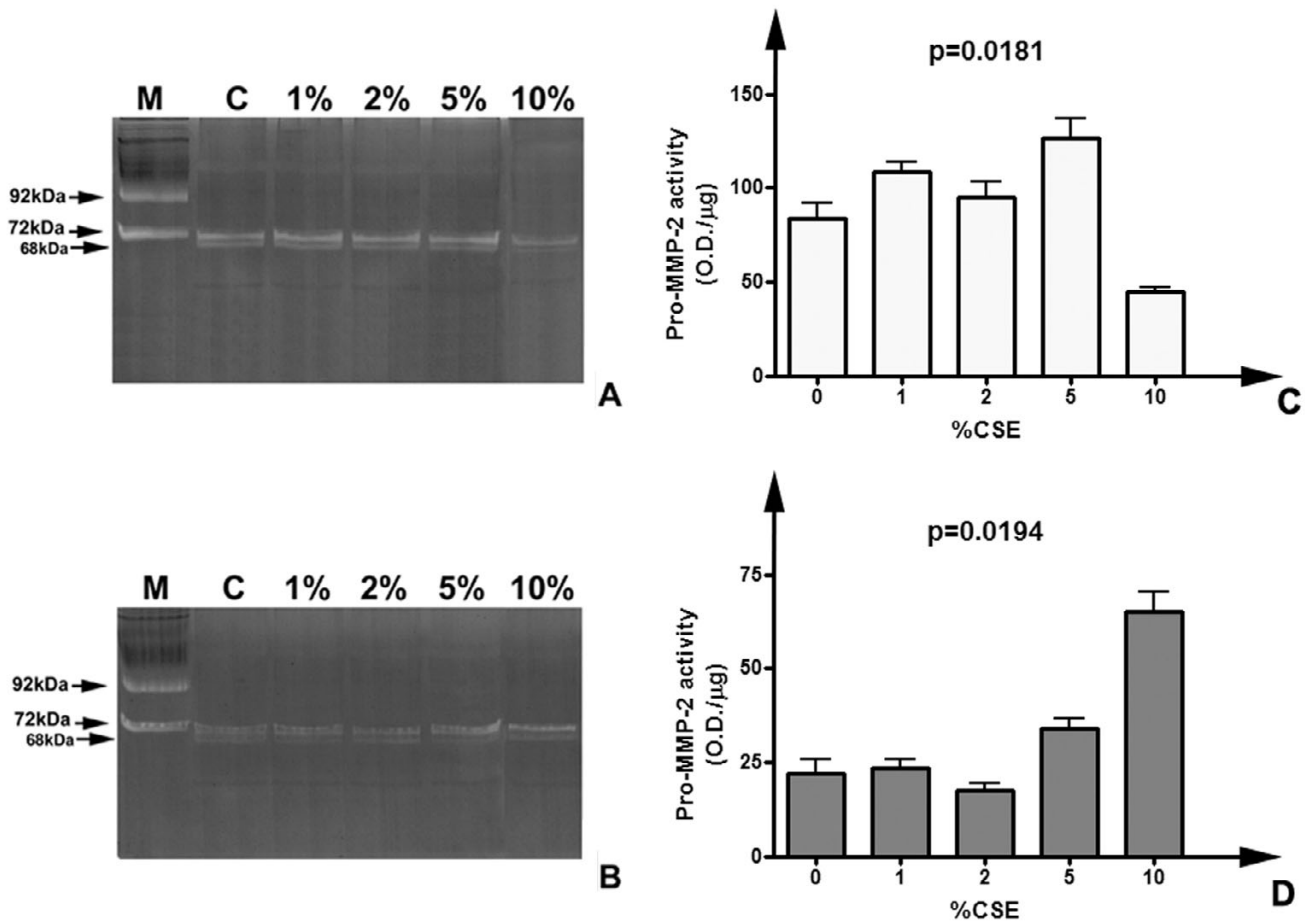 M C 1% 2% 5% 10%
92kDa
72kDa
68kDa
A
p=0.0181
Pro-MMP-2 activity
(O.D./µg)
150
100
50
0
0 1 2 5 10
%CSE
C
M C 1% 2% 5% 10%
92kDa
72kDa
68kDa
B
p=0.0194
Pro-MMP-2 activity
(O.D./µg)
75
50
25
0
0 1 2 5 10
%CSE
D